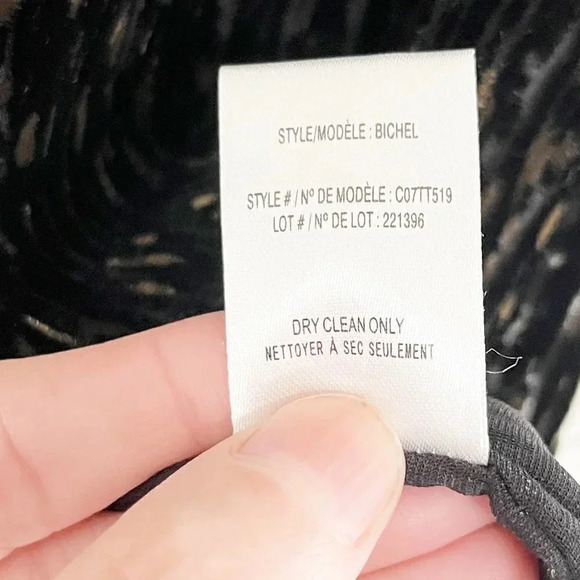 STYLE/MODÈLE : BICHEL
STYLE # / Nº DE MODÈLE : C07TT519
LOT # / Nº DE LOT : 221396
DRY CLEAN ONLY
NETTOYER À SEC SEULEMENT